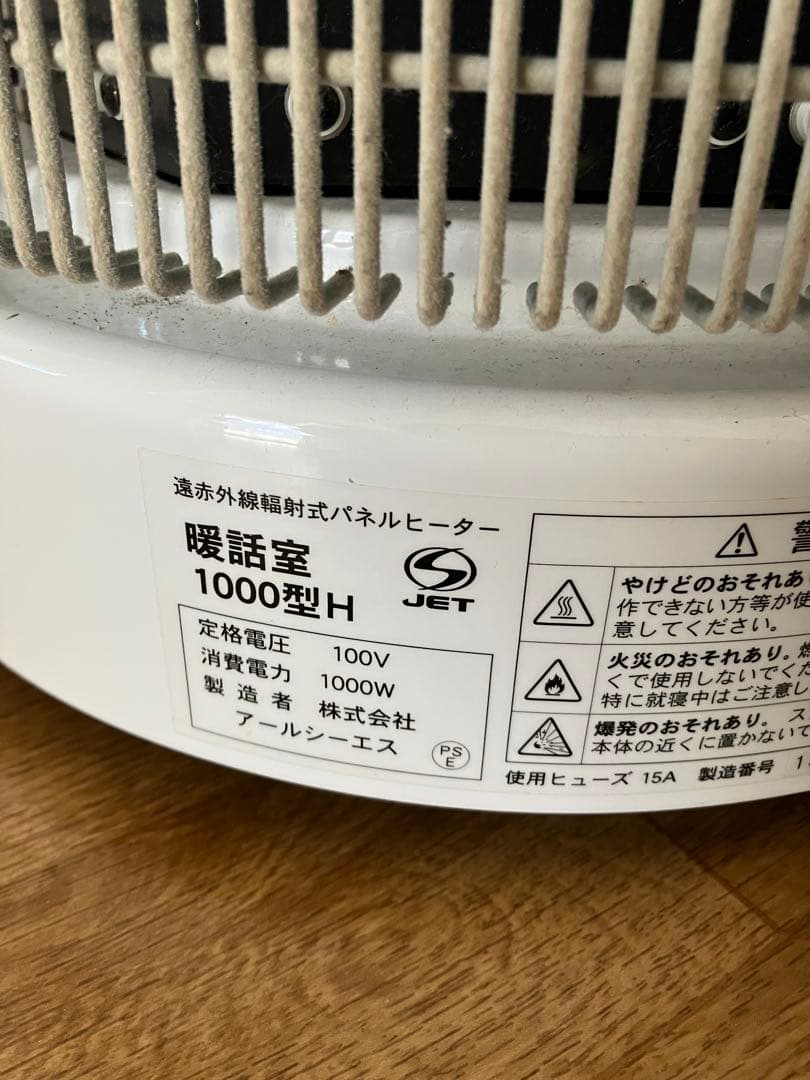 遠赤外線輻射式パネルヒーター
暖話室
1000型H
JET
定格電圧 100V
消費電力 1000W
製造者 株式会社
アールシーエス
PS
E
やけどのおそれあ
作できない方等が使
意してください。
火災のおそれあり。燃
くで使用しないでくだ
特に就寝中はご注意し
爆発のおそれあり。ス
本体の近くに置かないで
使用ヒューズ 15A 製造番号